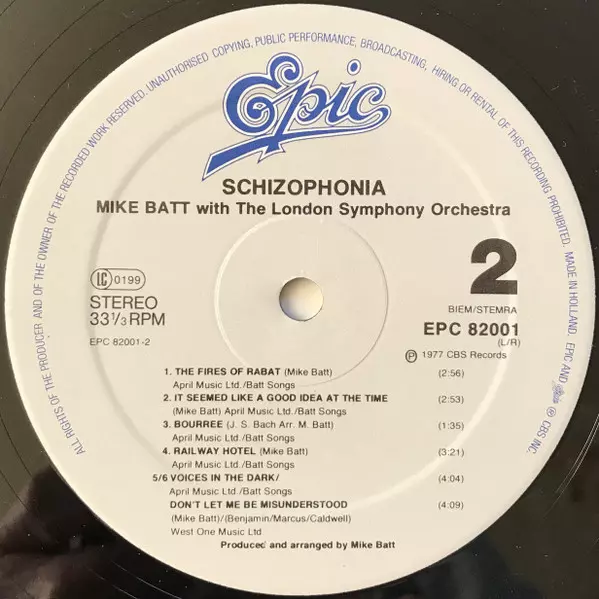 ALL RIGHTS OF THE PRODUCER AND OF THE OWNER OF THE RECORDED WORK RESERVED. UNAUTHORISED COPYING, PUBLIC PERFORMANCE, BROADCASTING, HIRING OR RENTAL OF THIS RECORDING PROHIBITED. MADE IN HOLLAND. EPIC AND Epic ® CBS INC.
Epic
SCHIZOPHONIA
MIKE BATT with The London Symphony Orchestra
LC 0199
STEREO
33⅓ RPM
EPC 82001-2
2
BIEM/STEMRA
EPC 82001
(L/R)
℗ 1977 CBS Records
1. THE FIRES OF RABAT (Mike Batt) (2:56)
April Music Ltd./Batt Songs
2. IT SEEMED LIKE A GOOD IDEA AT THE TIME (2:53)
(Mike Batt) April Music Ltd./Batt Songs
3. BOURREE (J. S. Bach Arr. M. Batt) (1:35)
April Music Ltd./Batt Songs
4. RAILWAY HOTEL (Mike Batt) (3:21)
April Music Ltd./Batt Songs
5/6 VOICES IN THE DARK/ (4:04)
April Music Ltd./Batt Songs
DON'T LET ME BE MISUNDERSTOOD (4:09)
(Mike Batt)/(Benjamin/Marcus/Caldwell)
West One Music Ltd
Produced and arranged by Mike Batt